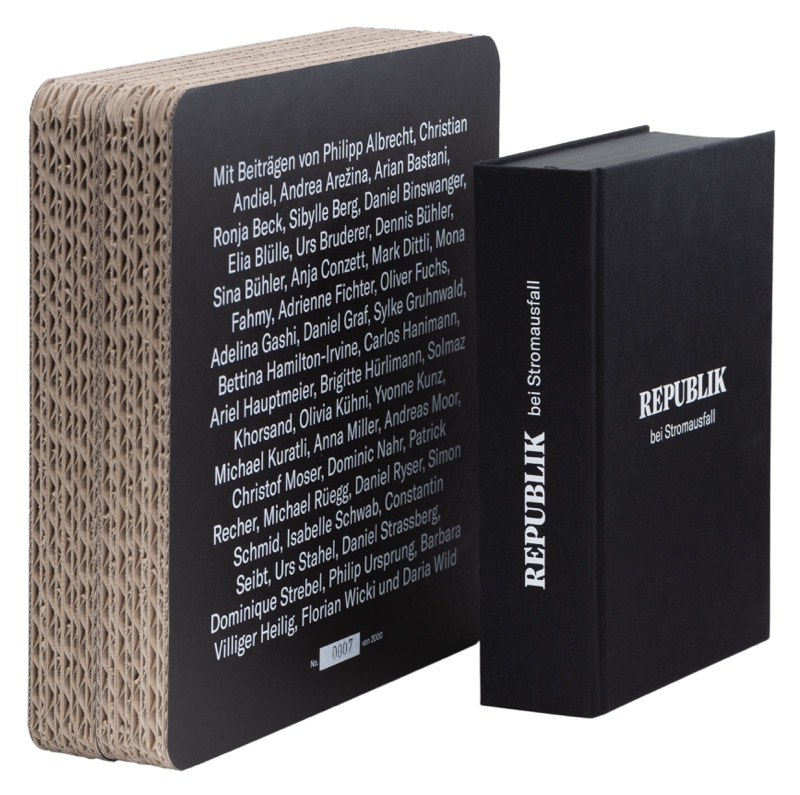 Mit Beiträgen von Philipp Albrecht, Christian
Andiel, Andrea Arežina, Arian Bastani,
Ronja Beck, Sibylle Berg, Daniel Binswanger,
Elia Blülle, Urs Bruderer, Dennis Bühler,
Sina Bühler, Anja Conzett, Mark Dittli, Mona
Fahmy, Adrienne Fichter, Oliver Fuchs,
Adelina Gashi, Daniel Graf, Sylke Gruhnwald,
Bettina Hamilton-Irvine, Carlos Hanimann,
Ariel Hauptmeier, Brigitte Hürlimann, Solmaz
Khorsand, Olivia Kühni, Yvonne Kunz,
Michael Kuratli, Anna Miller, Andreas Moor,
Christof Moser, Dominic Nahr, Patrick
Recher, Michael Rüegg, Daniel Ryser, Simon
Schmid, Isabelle Schwab, Constantin
Seibt, Urs Stahel, Daniel Strassberg,
Dominique Strebel, Philip Ursprung, Barbara
Villiger Heilig, Florian Wicki und Daria Wild
No. 0007 von 2000
REPUBLIK bei Stromausfall
REPUBLIK
bei Stromausfall